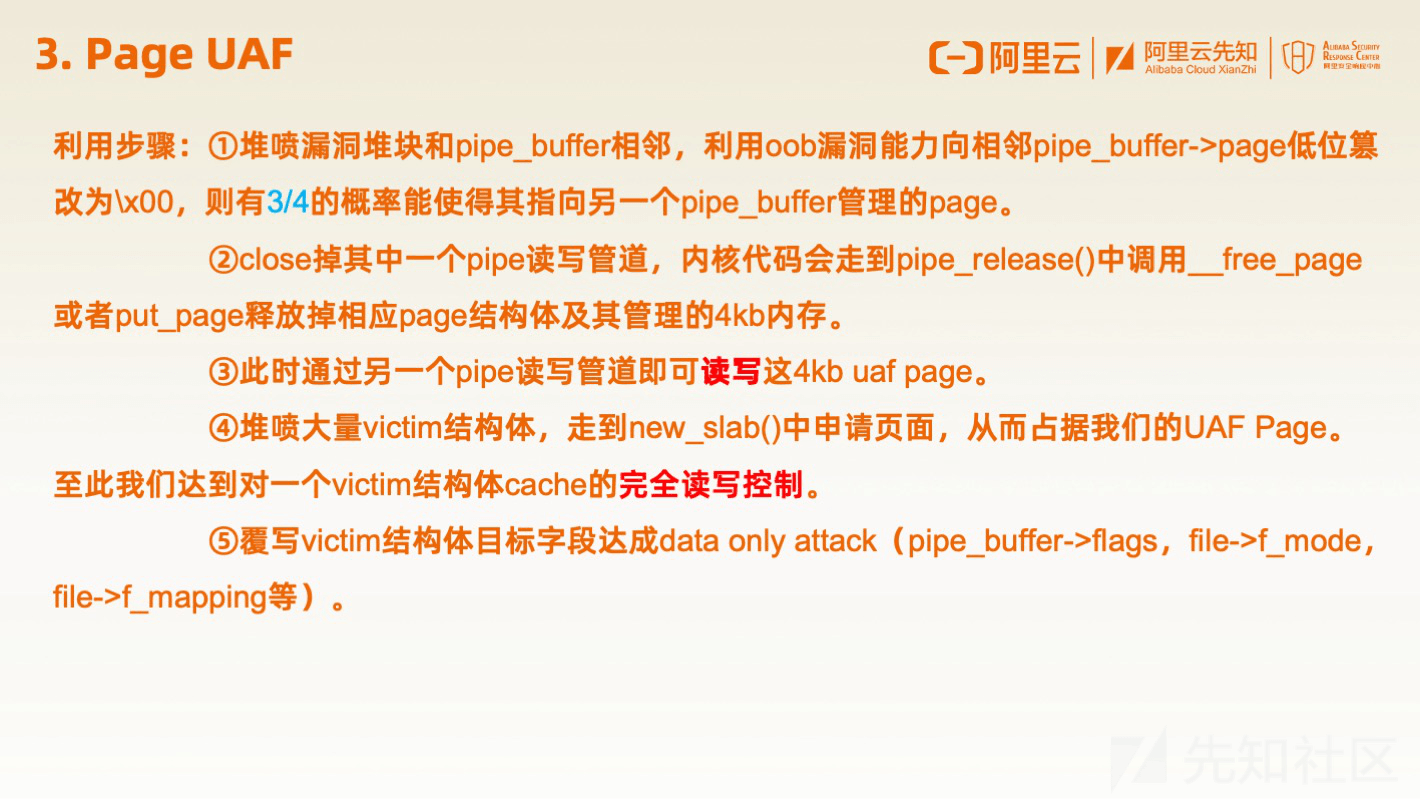 3. Page UAF
阿里云
阿里云先知
Alibaba Cloud XianZhi
ALIBABA SECURITY
RESPONSE CENTER
阿里安全响应中心
利用步骤：①堆喷漏洞堆块和pipe_buffer相邻，利用oob漏洞能力向相邻pipe_buffer->page低位篡
改为\x00，则有3/4的概率能使得其指向另一个pipe_buffer管理的page。
②close掉其中一个pipe读写管道，内核代码会走到pipe_release()中调用__free_page
或者put_page释放掉相应page结构体及其管理的4kb内存。
③此时通过另一个pipe读写管道即可读写这4kb uaf page。
④堆喷大量victim结构体，走到new_slab()中申请页面，从而占据我们的UAF Page。
至此我们达到对一个victim结构体cache的完全读写控制。
⑤覆写victim结构体目标字段达成data only attack（pipe_buffer->flags，file->f_mode，
file->f_mapping等）。
先知社区